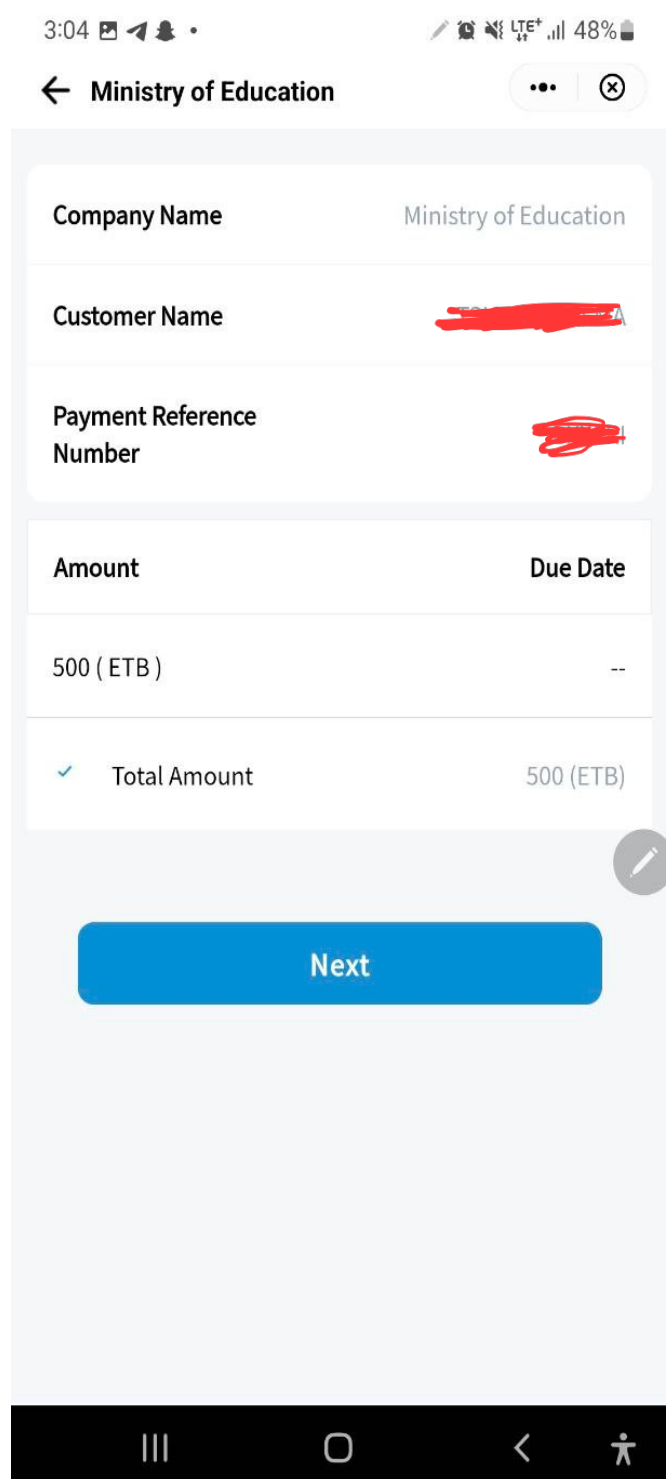 3:04
LTE+ 48%
Ministry of Education
Company Name Ministry of Education
Customer Name
Payment Reference
Number
Amount Due Date
500 ( ETB ) --
Total Amount 500 (ETB)
Next